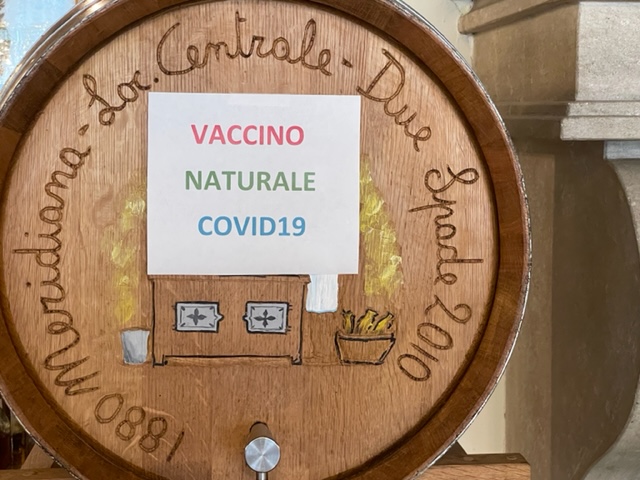 1880 Meridiana - Loc. Centrale - Due Spade 2010
VACCINO
NATURALE
COVID19